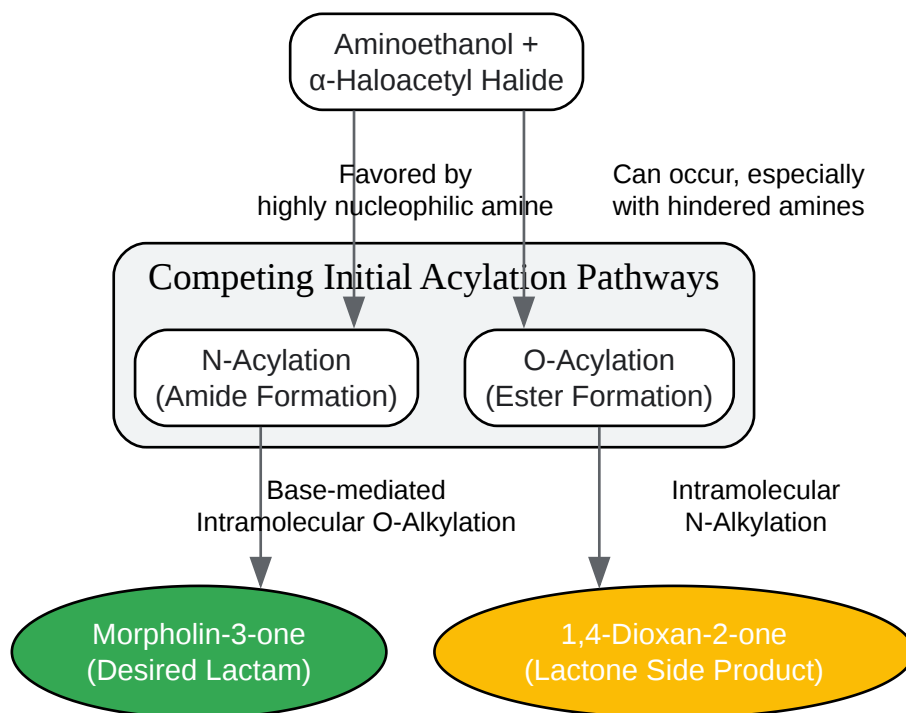 Aminoethanol +
α-Haloacetyl Halide
Favored by
highly nucleophilic amine
Can occur, especially
with hindered amines
Competing Initial Acylation Pathways
N-Acylation
(Amide Formation)
O-Acylation
(Ester Formation)
Base-mediated
Intramolecular O-Alkylation
Intramolecular
N-Alkylation
Morpholin-3-one
(Desired Lactam)
1,4-Dioxan-2-one
(Lactone Side Product)